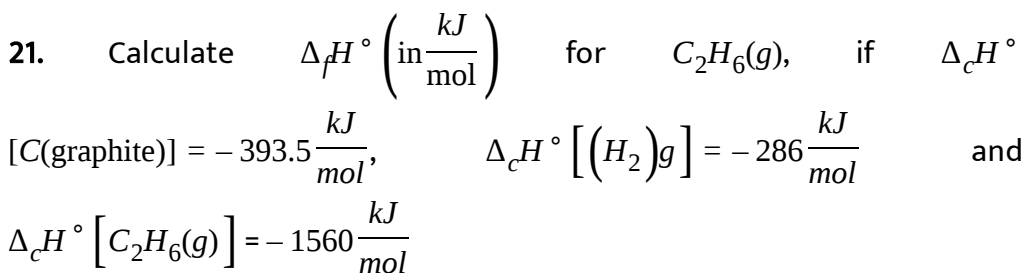 21. Calculate Δ_fH° (in kJ/mol) for C₂H₆(g), if Δ_cH°
[C(graphite)] = – 393.5 kJ/mol, Δ_cH° [(H₂)g] = – 286 kJ/mol and
Δ_cH° [C₂H₆(g)] = – 1560 kJ/mol